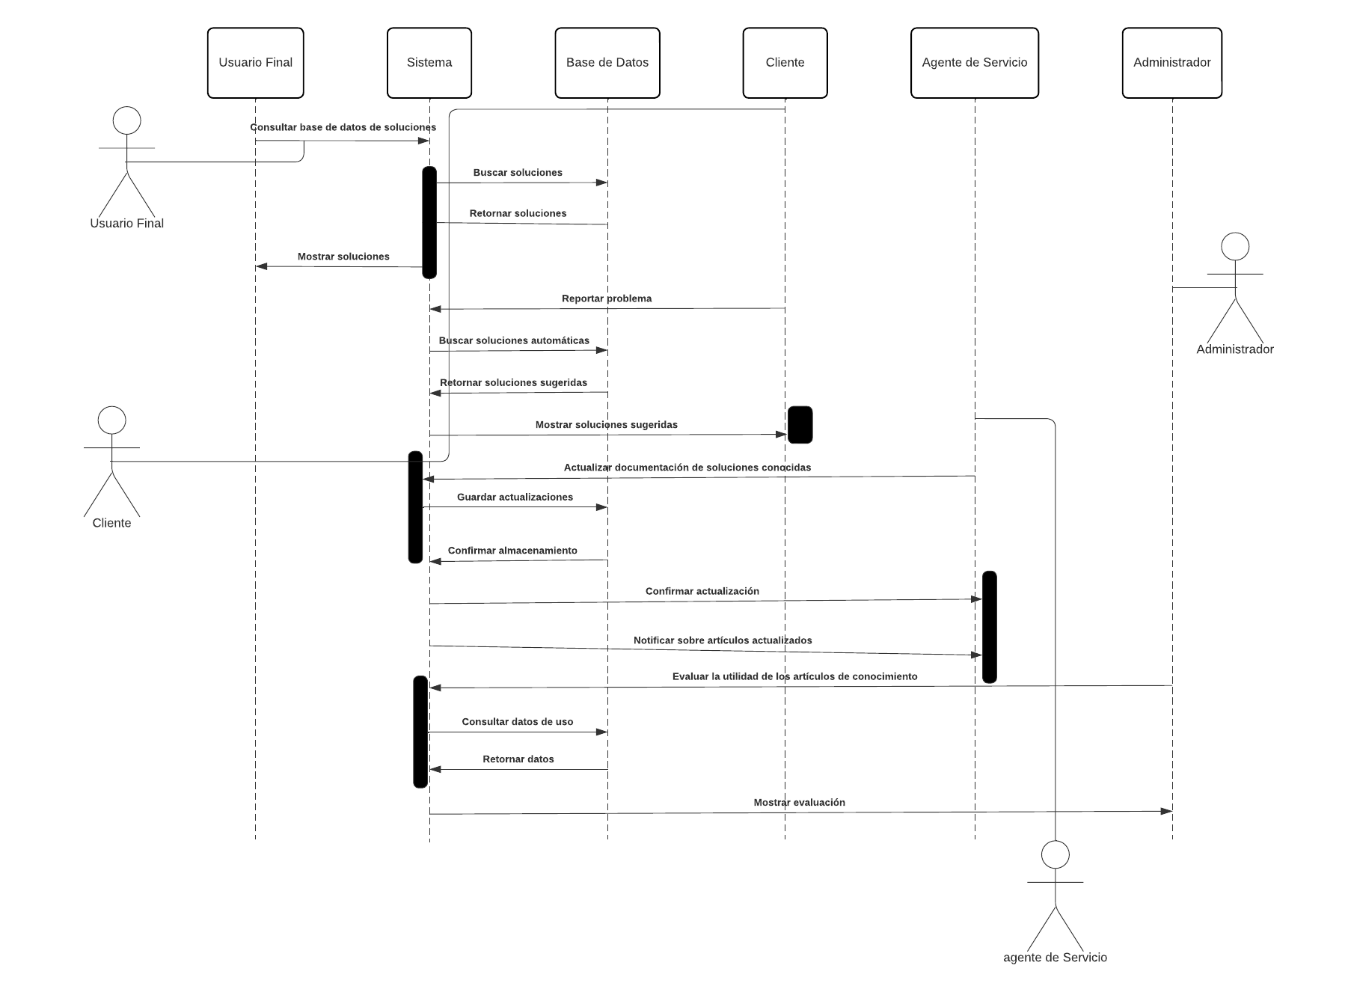 Usuario Final
Sistema
Base de Datos
Cliente
Agente de Servicio
Administrador
Consultar base de datos de soluciones
Buscar soluciones
Retornar soluciones
Usuario Final
Mostrar soluciones
Reportar problema
Buscar soluciones automáticas
Administrador
Retornar soluciones sugeridas
Mostrar soluciones sugeridas
Actualizar documentación de soluciones conocidas
Guardar actualizaciones
Cliente
Confirmar almacenamiento
Confirmar actualización
Notificar sobre artículos actualizados
Evaluar la utilidad de los artículos de conocimiento
Consultar datos de uso
Retornar datos
Mostrar evaluación
agente de Servicio